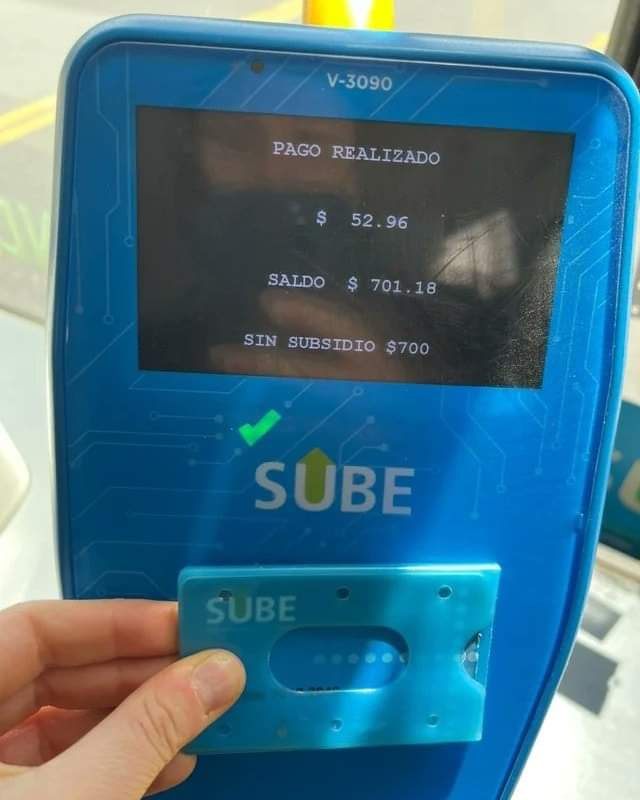 V-3090
PAGO REALIZADO
$ 52.96
SALDO $ 701.18
SIN SUBSIDIO $700
SUBE
SUBE